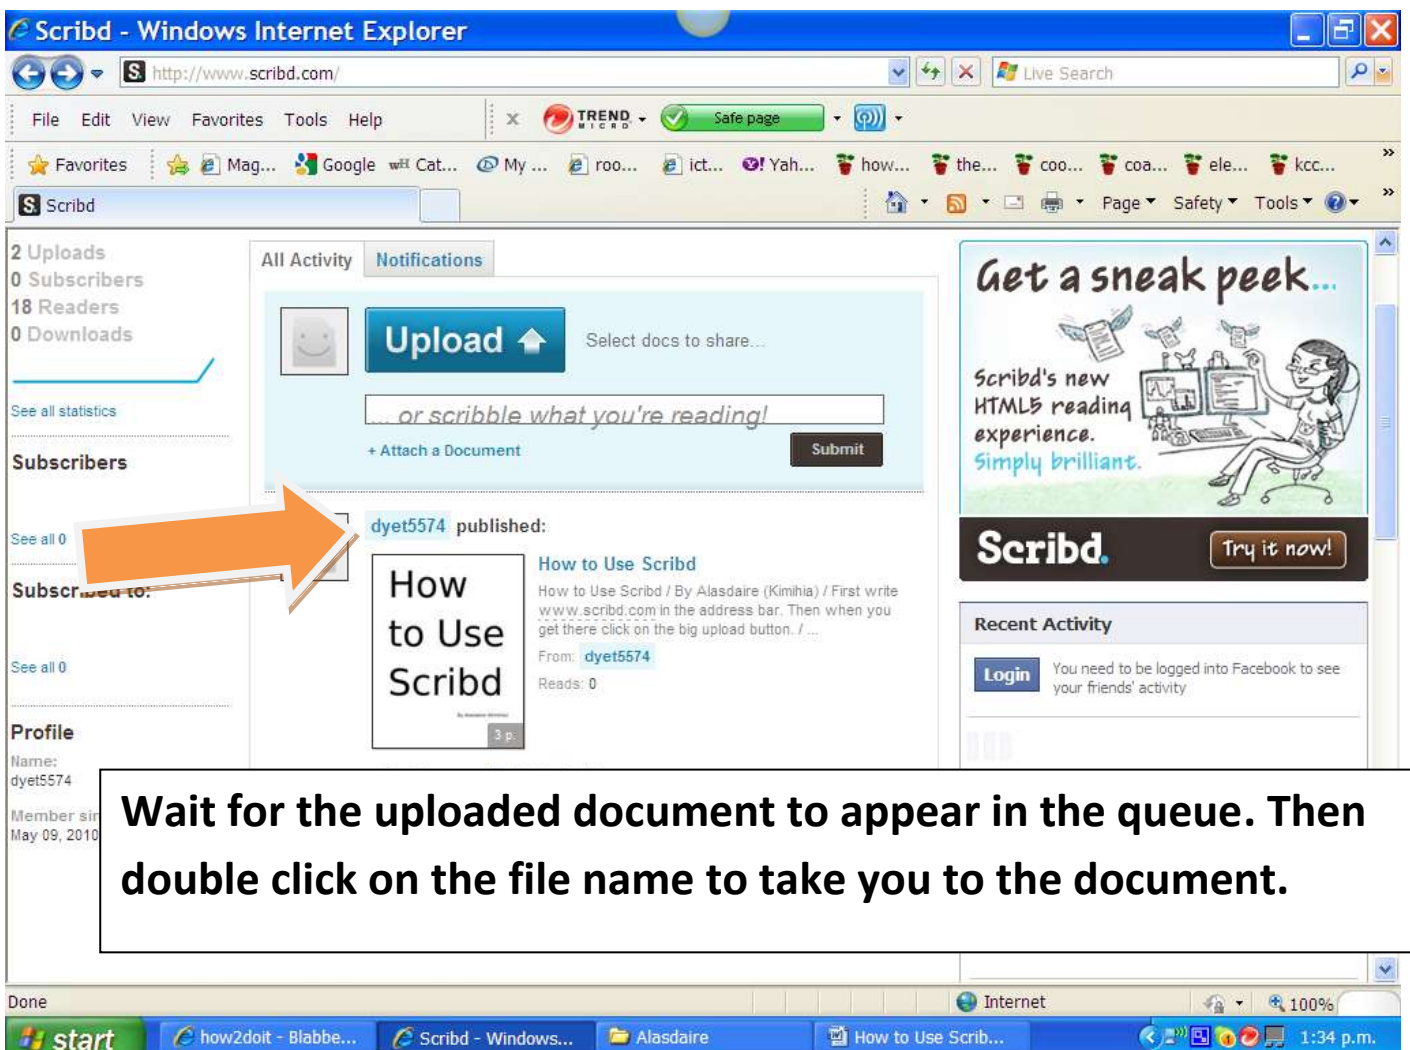 Scribd - Windows Internet Explorer
http://www.scribd.com/
Live Search
File Edit View Favorites Tools Help
x
TREND MICRO
Safe page
Favorites
Mag... Google Cat... My ... roo... ict... Yah... how... the... coo... coa... ele... kcc...
Scribd
Page Safety Tools
2 Uploads
0 Subscribers
18 Readers
0 Downloads
See all statistics
Subscribers
See all 0
Subscribed to:
See all 0
Profile
Name:
dyet5574
Member sin
May 09, 2010
All Activity Notifications
Upload
Select docs to share...
... or scribble what you're reading!
+ Attach a Document
Submit
dyet5574 published:
How
to Use
Scribd
3 p.
How to Use Scribd
How to Use Scribd / By Alasdaire (Kimihia) / First write
www.scribd.com in the address bar. Then when you
get there click on the big upload button. / ...
From: dyet5574
Reads: 0
Get a sneak peek...
Scribd's new
HTML5 reading
experience.
Simply brilliant.
Scribd.
Try it now!
Recent Activity
Login
You need to be logged into Facebook to see
your friends' activity
Wait for the uploaded document to appear in the queue. Then
double click on the file name to take you to the document.
Done
Internet
100%
start
how2doit - Blabbe...
Scribd - Windows...
Alasdaire
How to Use Scrib...
1:34 p.m.